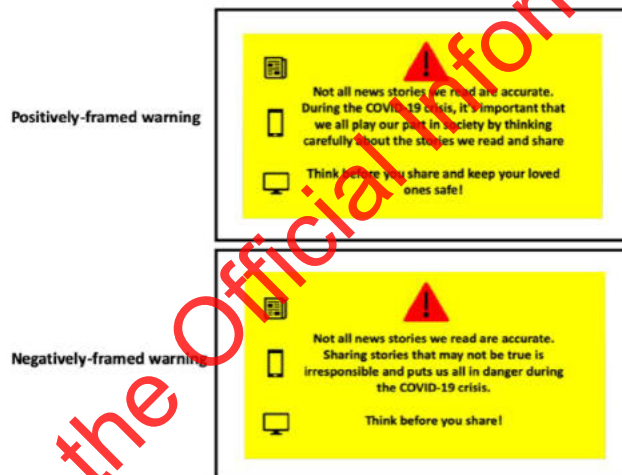 Positively-framed warning
Not all news stories we read are accurate.
During the COVID-19 crisis, it's important that
we all play our part in society by thinking
carefully about the stories we read and share
Think before you share and keep your loved
ones safe!
Negatively-framed warning
Not all news stories we read are accurate.
Sharing stories that may not be true is
irresponsible and puts us all in danger during
the COVID-19 crisis.
Think before you share!
the Official